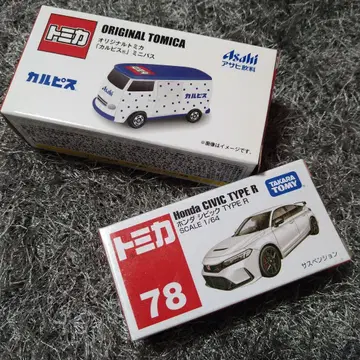 トミカ
ORIGINAL TOMICA
オリジナルトミカ
「カルピス®」ミニバス
Asahi
アサヒ飲料
カルピス
Asahi
カルピス
※画像はイメージです。
トミカ
78
Honda CIVIC TYPE R
ホンダ シビック TYPE R
SCALE 1/64
TAKARA
TOMY
サスペンション